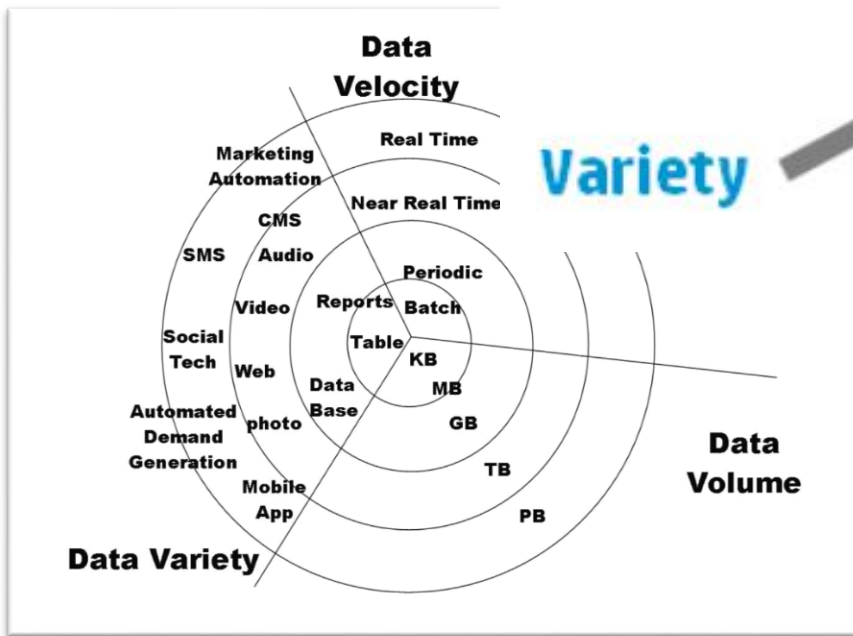 Data
Velocity
Variety
Real Time
Near Real Time
Periodic
Batch
Marketing
Automation
CMS
SMS
Audio
Video
Reports
Social
Tech
Table
Web
Data
Base
Automated
Demand
Generation
photo
Mobile
App
Data Variety
KB
MB
GB
TB
PB
Data
Volume